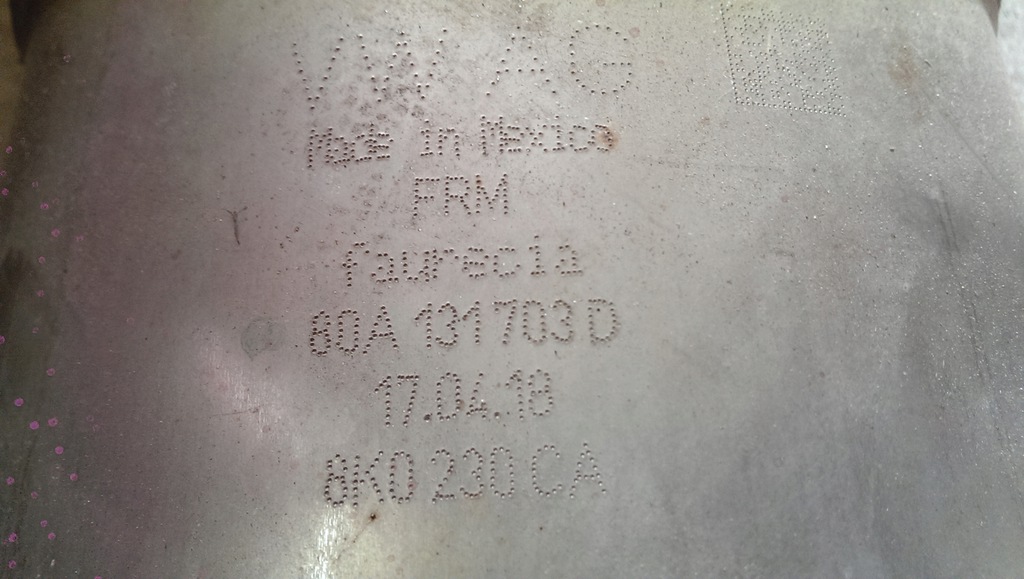 VW AG
Made in Mexico
FRM
faurecia
80A 131 703 D
17.04.18
8K0 230 CA